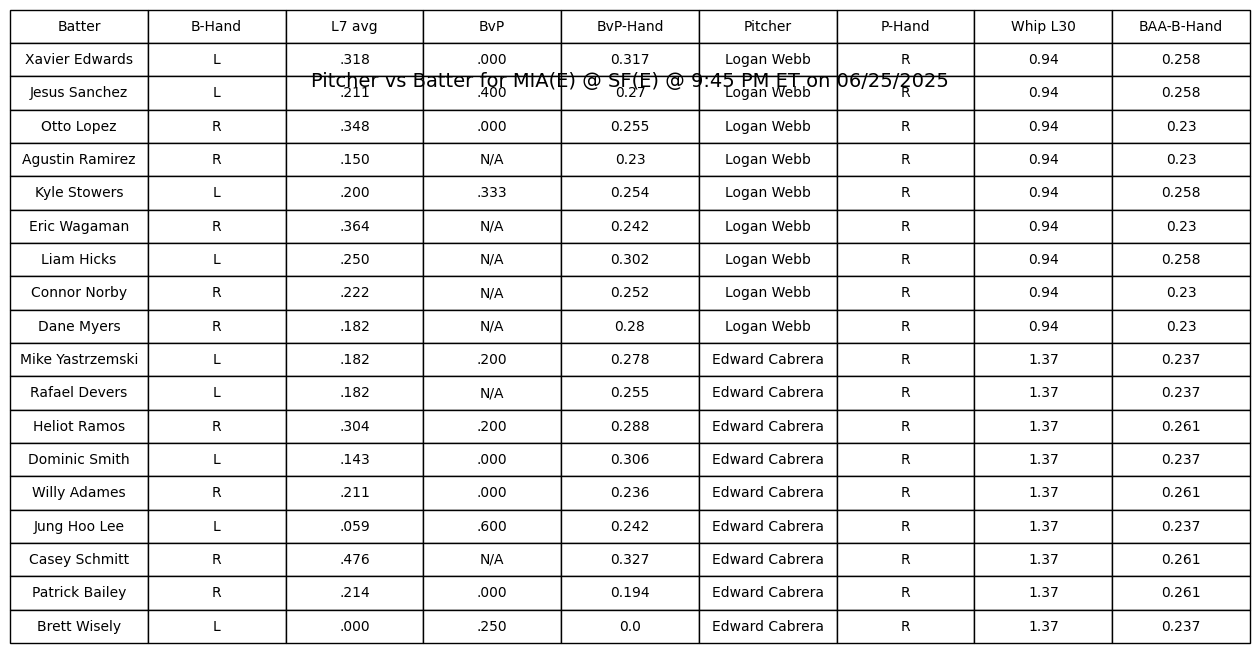 Batter B-Hand L7 avg BvP BvP-Hand Pitcher P-Hand Whip L30 BAA-B-Hand
Xavier Edwards L .318 .000 0.317 Logan Webb R 0.94 0.258
Pitcher vs Batter for MIA(E) @ SF(E) @ 9:45 PM ET on 06/25/2025
Jesus Sanchez L .211 .400 0.27 Logan Webb R 0.94 0.258
Otto Lopez R .348 .000 0.255 Logan Webb R 0.94 0.23
Agustin Ramirez R .150 N/A 0.23 Logan Webb R 0.94 0.23
Kyle Stowers L .200 .333 0.254 Logan Webb R 0.94 0.258
Eric Wagaman R .364 N/A 0.242 Logan Webb R 0.94 0.23
Liam Hicks L .250 N/A 0.302 Logan Webb R 0.94 0.258
Connor Norby R .222 N/A 0.252 Logan Webb R 0.94 0.23
Dane Myers R .182 N/A 0.28 Logan Webb R 0.94 0.23
Mike Yastrzemski L .182 .200 0.278 Edward Cabrera R 1.37 0.237
Rafael Devers L .182 N/A 0.255 Edward Cabrera R 1.37 0.237
Heliot Ramos R .304 .200 0.288 Edward Cabrera R 1.37 0.261
Dominic Smith L .143 .000 0.306 Edward Cabrera R 1.37 0.237
Willy Adames R .211 .000 0.236 Edward Cabrera R 1.37 0.261
Jung Hoo Lee L .059 .600 0.242 Edward Cabrera R 1.37 0.237
Casey Schmitt R .476 N/A 0.327 Edward Cabrera R 1.37 0.261
Patrick Bailey R .214 .000 0.194 Edward Cabrera R 1.37 0.261
Brett Wisely L .000 .250 0.0 Edward Cabrera R 1.37 0.237